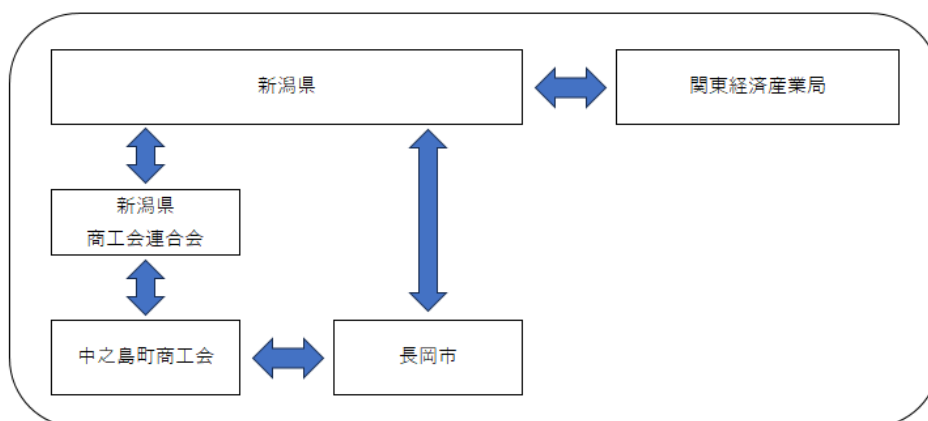 新潟県
関東経済産業局
新潟県
商工会連合会
中之島町商工会
長岡市